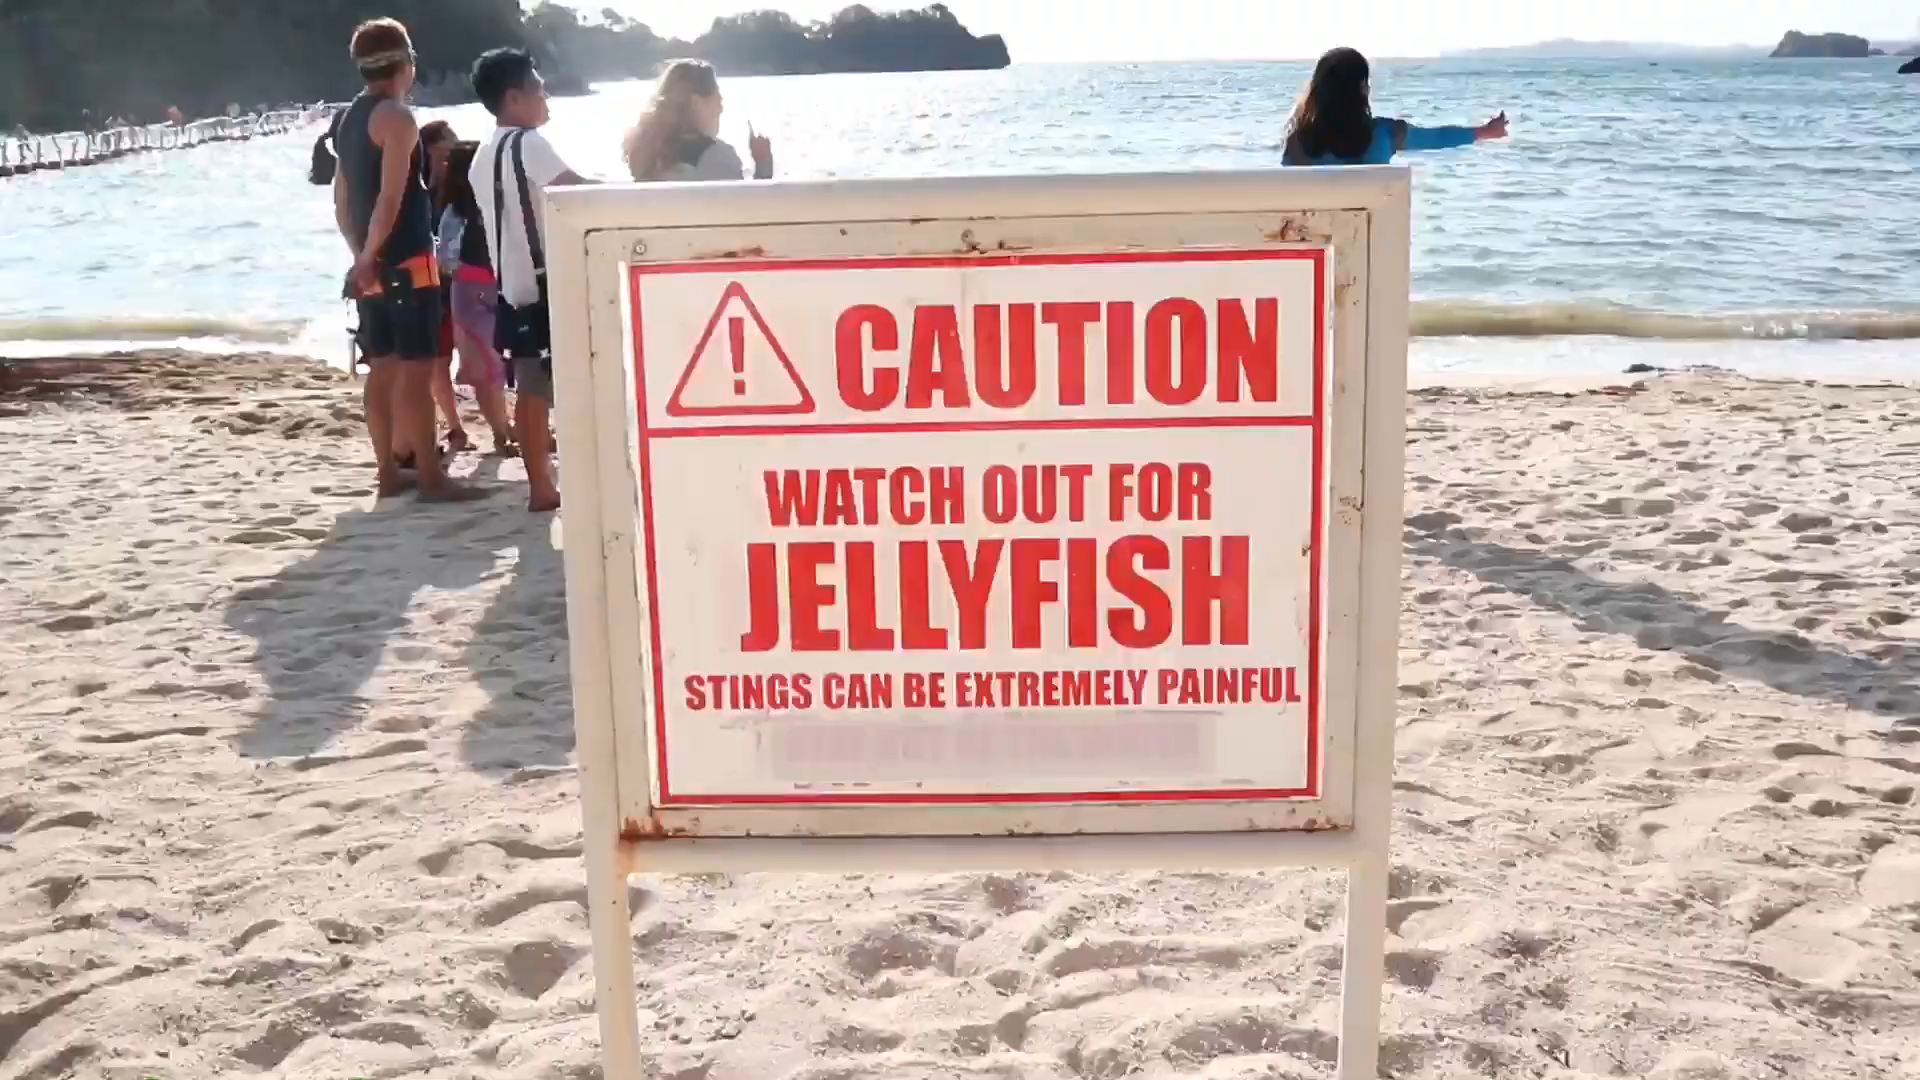 CAUTION
WATCH OUT FOR
JELLYFISH
STINGS CAN BE EXTREMELY PAINFUL